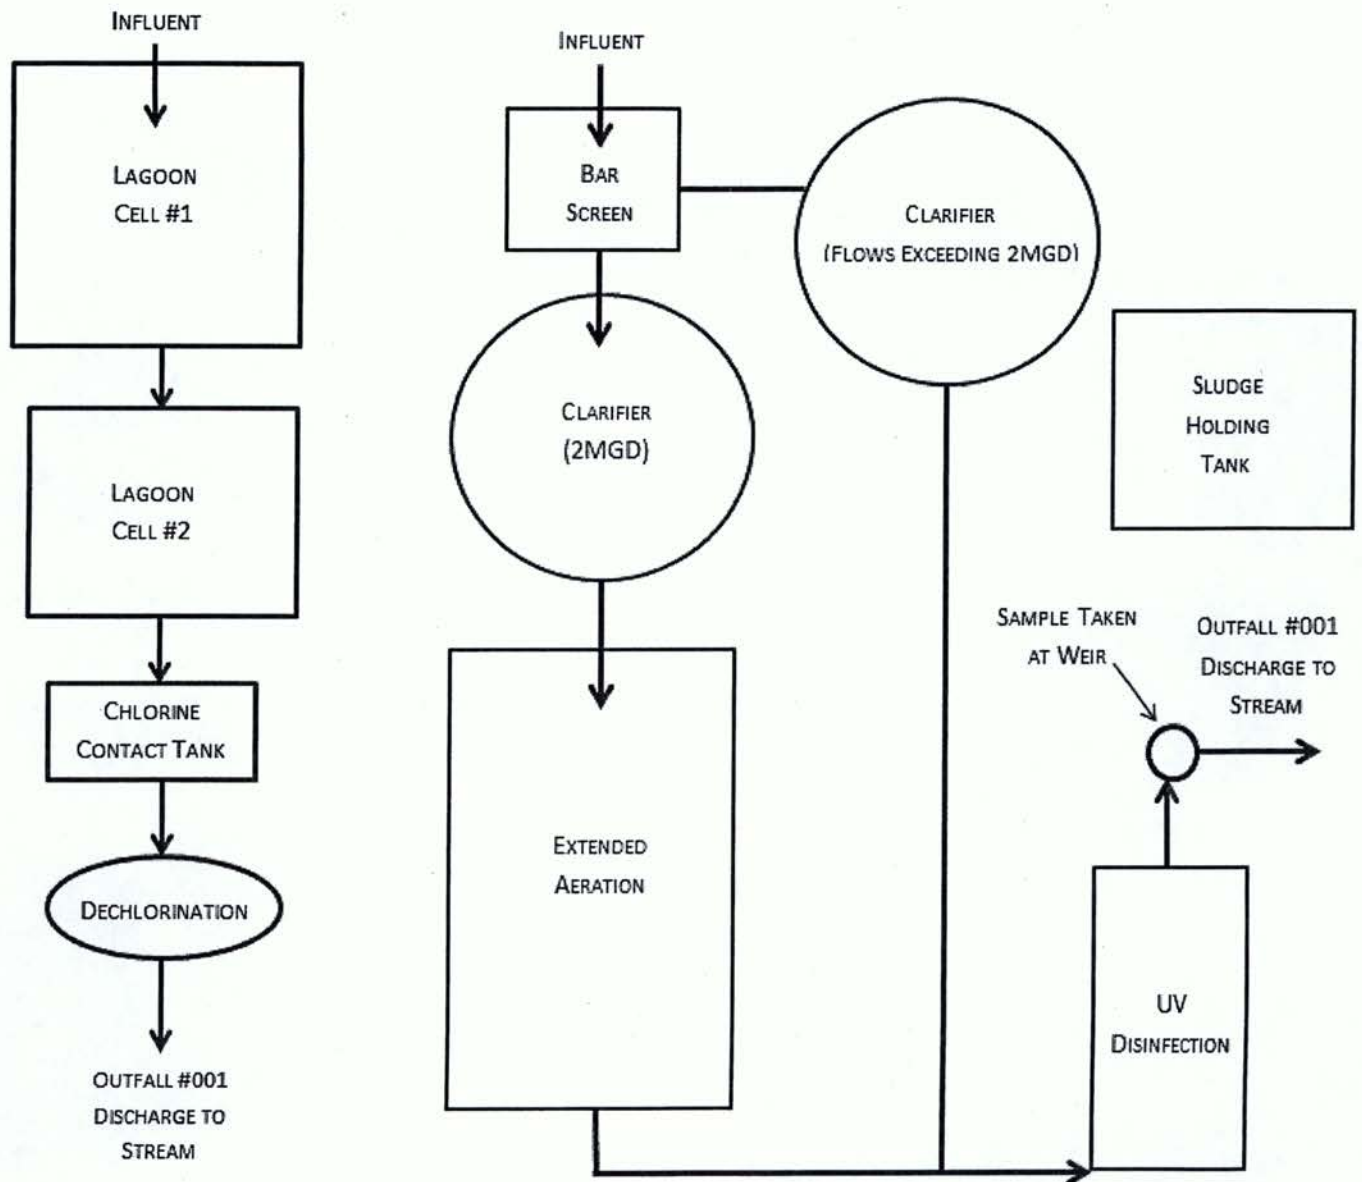 INFLUENT
LAGOON
CELL #1
LAGOON
CELL #2
CHLORINE
CONTACT TANK
DECHLORINATION
OUTFALL #001
DISCHARGE TO
STREAM
INFLUENT
BAR
SCREEN
CLARIFIER
(FLOWS EXCEEDING 2MGD)
CLARIFIER
(2MGD)
EXTENDED
AERATION
SLUDGE
HOLDING
TANK
SAMPLE TAKEN
AT WEIR
OUTFALL #001
DISCHARGE TO
STREAM
UV
DISINFECTION